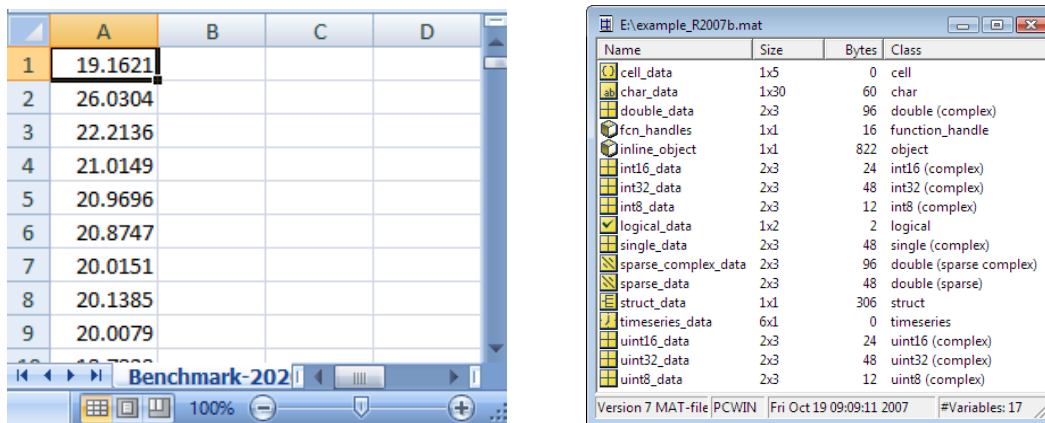 A B C D
1 19.1621
2 26.0304
3 22.2136
4 21.0149
5 20.9696
6 20.8747
7 20.0151
8 20.1385
9 20.0079
Benchmark-202
100%
E:\example_R2007b.mat
Name Size Bytes Class
cell_data 1x5 0 cell
ab char_data 1x30 60 char
double_data 2x3 96 double (complex)
fcn_handles 1x1 16 function_handle
inline_object 1x1 822 object
int16_data 2x3 24 int16 (complex)
int32_data 2x3 48 int32 (complex)
int8_data 2x3 12 int8 (complex)
logical_data 1x2 2 logical
single_data 2x3 48 single (complex)
sparse_complex_data 2x3 96 double (sparse complex)
sparse_data 2x3 48 double (sparse)
struct_data 1x1 306 struct
timeseries_data 6x1 0 timeseries
uint16_data 2x3 24 uint16 (complex)
uint32_data 2x3 48 uint32 (complex)
uint8_data 2x3 12 uint8 (complex)
Version 7 MAT-file PCWIN Fri Oct 19 09:09:11 2007 #Variables: 17